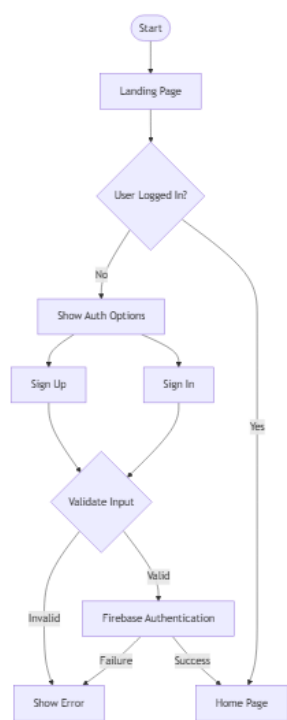 Start
Landing Page
User Logged In?
No
Show Auth Options
Sign Up
Sign In
Yes
Validate Input
Valid
Invalid
Firebase Authentication
Failure
Success
Show Error
Home Page